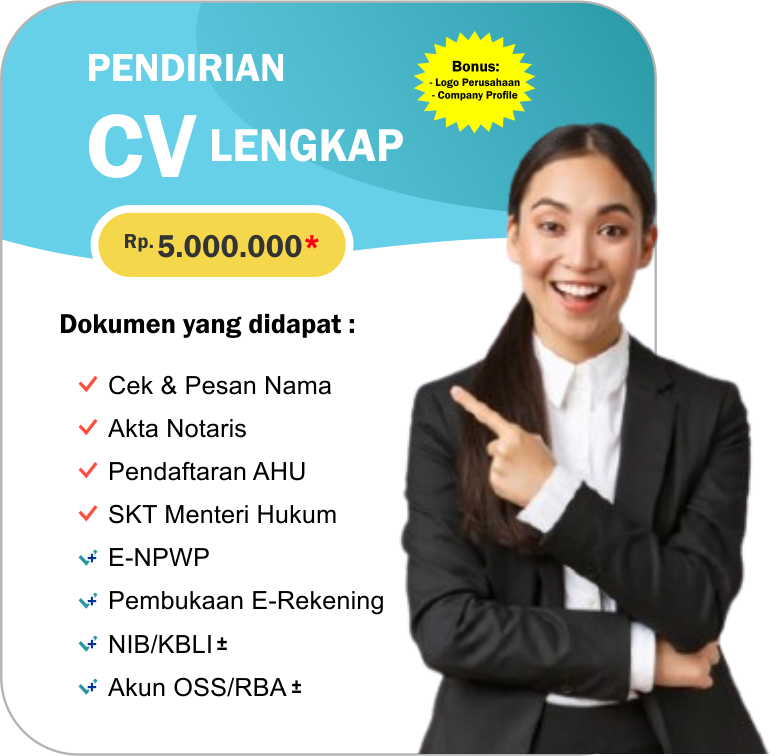 PENDIRIAN
CV LENGKAP
Bonus:
- Logo Perusahaan
- Company Profile
Rp. 5.000.000*
Dokumen yang didapat :
Cek & Pesan Nama
Akta Notaris
Pendaftaran AHU
SKT Menteri Hukum
E-NPWP
Pembukaan E-Rekening
NIB/KBLI ±
Akun OSS/RBA ±